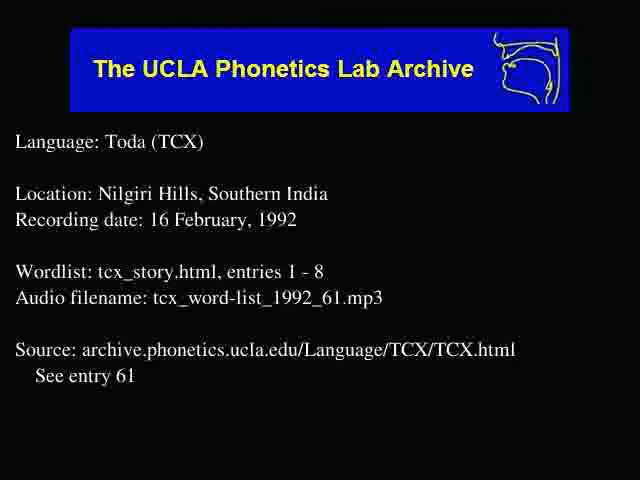 The UCLA Phonetics Lab Archive
Language: Toda (TCX)
Location: Nilgiri Hills, Southern India
Recording date: 16 February, 1992
Wordlist: tcx_story.html, entries 1 - 8
Audio filename: tcx_word-list_1992_61.mp3
Source: archive.phonetics.ucla.edu/Language/TCX/TCX.html
See entry 61